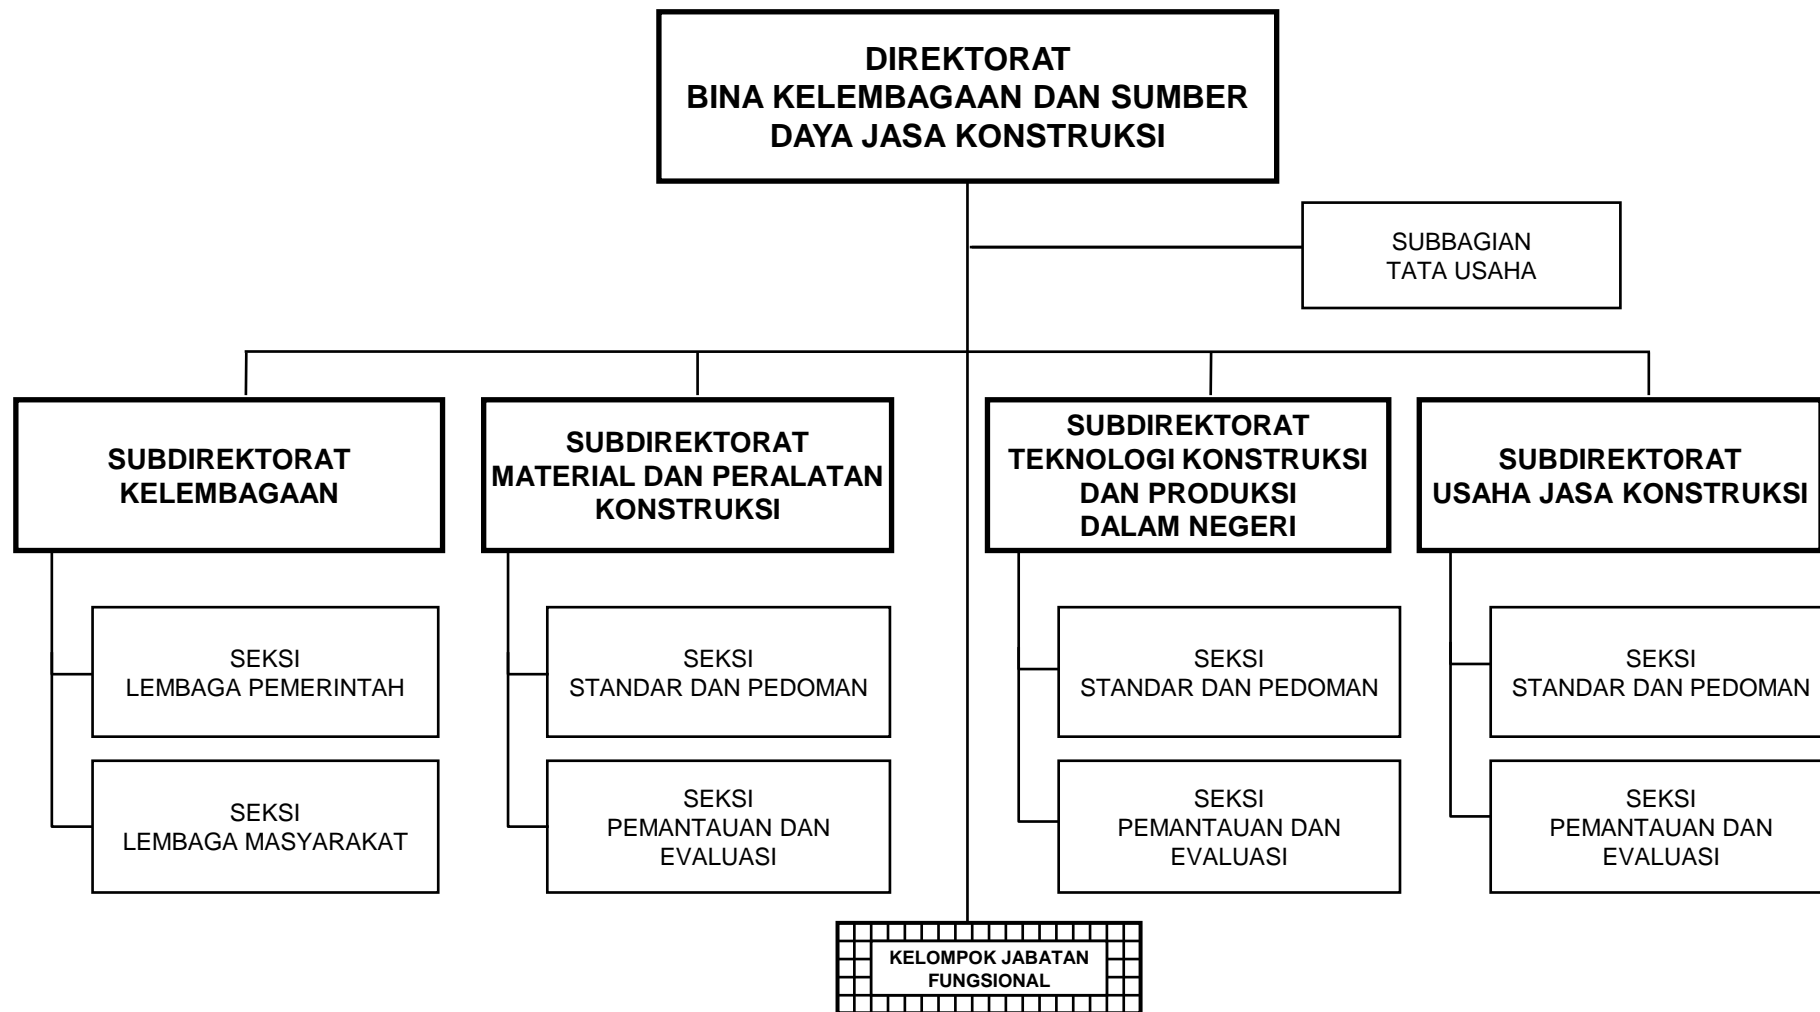 DIREKTORAT
BINA KELEMBAGAAN DAN SUMBER
DAYA JASA KONSTRUKSI
SUBBAGIAN
TATA USAHA
SUBDIREKTORAT
KELEMBAGAAN
SUBDIREKTORAT
MATERIAL DAN PERALATAN
KONSTRUKSI
SUBDIREKTORAT
TEKNOLOGI KONSTRUKSI
DAN PRODUKSI
DALAM NEGERI
SUBDIREKTORAT
USAHA JASA KONSTRUKSI
SEKSI
LEMBAGA PEMERINTAH
SEKSI
STANDAR DAN PEDOMAN
SEKSI
STANDAR DAN PEDOMAN
SEKSI
STANDAR DAN PEDOMAN
SEKSI
LEMBAGA MASYARAKAT
SEKSI
PEMANTAUAN DAN
EVALUASI
SEKSI
PEMANTAUAN DAN
EVALUASI
SEKSI
PEMANTAUAN DAN
EVALUASI
KELOMPOK JABATAN
FUNGSIONAL